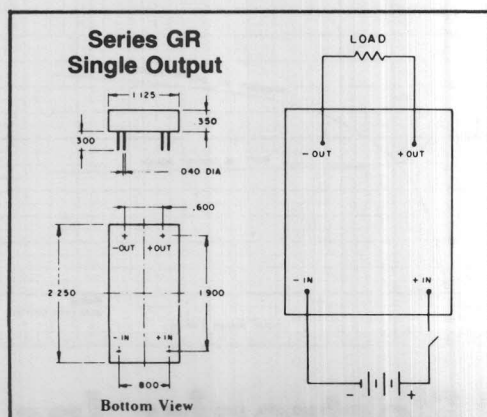 Series GR
Single Output
1.125
.350
.300
.040 DIA
.600
-OUT +OUT
2.250
1.900
-IN +IN
.800
Bottom View
LOAD
-OUT +OUT
-IN +IN
- +